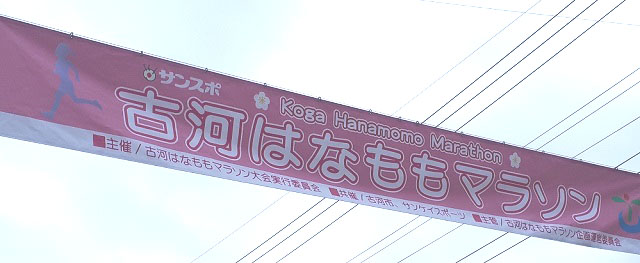 サンスポ
Koga Hanamomo Marathon
古河はなももマラソン
■主催/古河はなももマラソン大会実行委員会 ■共催/古河市、サンケイスポーツ ■主管/古河はなももマラソン企画運営委員会